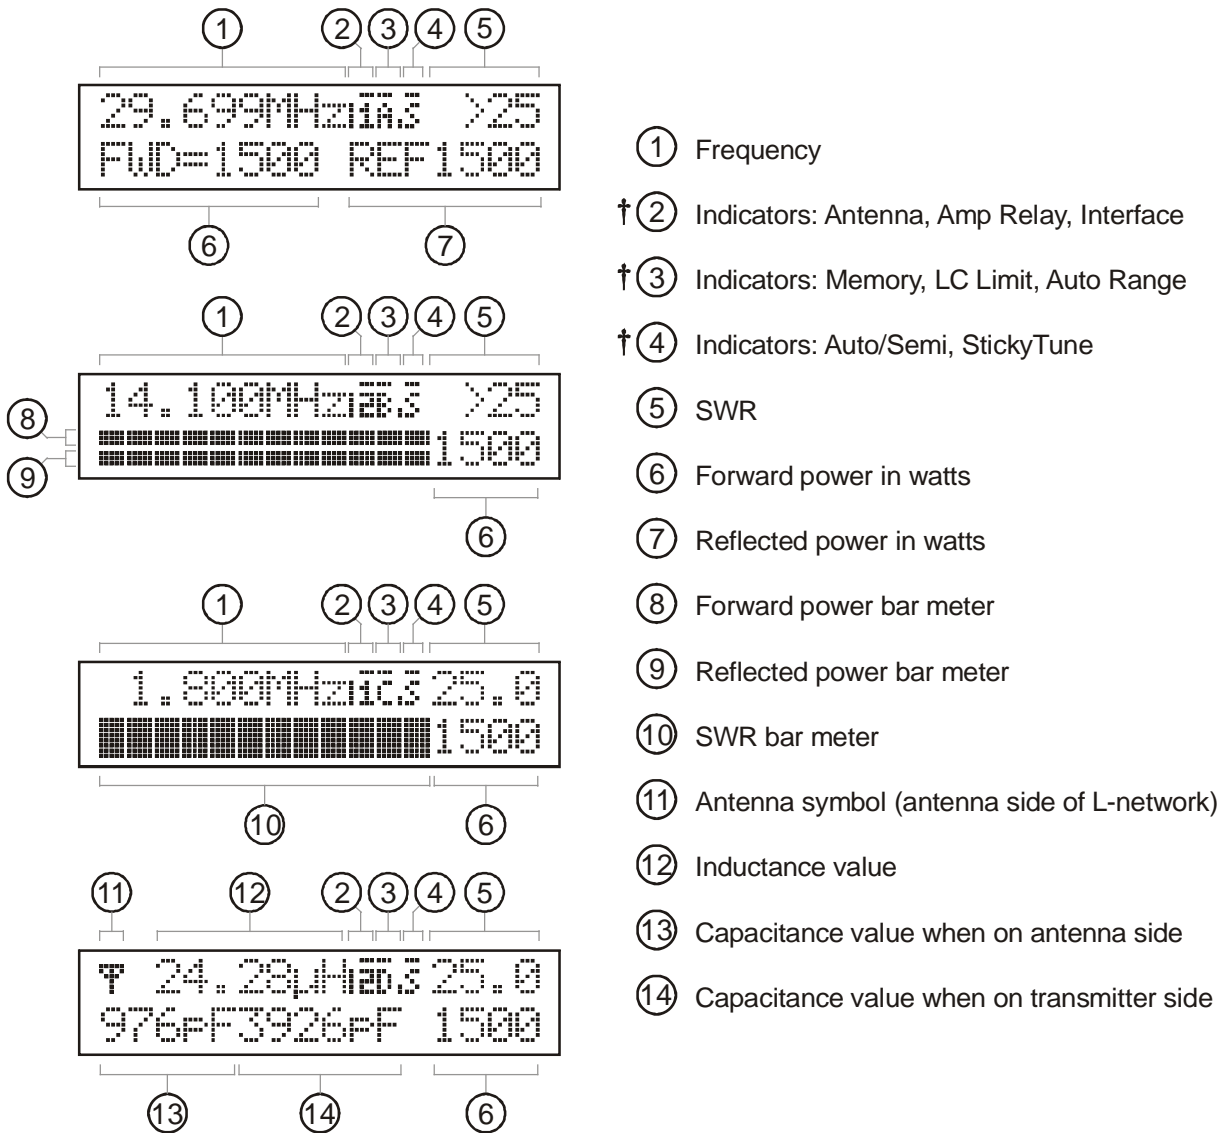 1 2 3 4 5
29.699MHz 1A.S >25
FWD=1500 REF1500
6 7
1 2 3 4 5
14.100MHz 2B.S >25
8
1500
9
6
1 2 3 4 5
1.800MHz 1C.S 25.0
1500
10 6
11 12 2 3 4 5
24.28µH 2D.S 25.0
976pF3926pF 1500
13 14 6
1 Frequency
†2 Indicators: Antenna, Amp Relay, Interface
†3 Indicators: Memory, LC Limit, Auto Range
†4 Indicators: Auto/Semi, StickyTune
5 SWR
6 Forward power in watts
7 Reflected power in watts
8 Forward power bar meter
9 Reflected power bar meter
10 SWR bar meter
11 Antenna symbol (antenna side of L-network)
12 Inductance value
13 Capacitance value when on antenna side
14 Capacitance value when on transmitter side